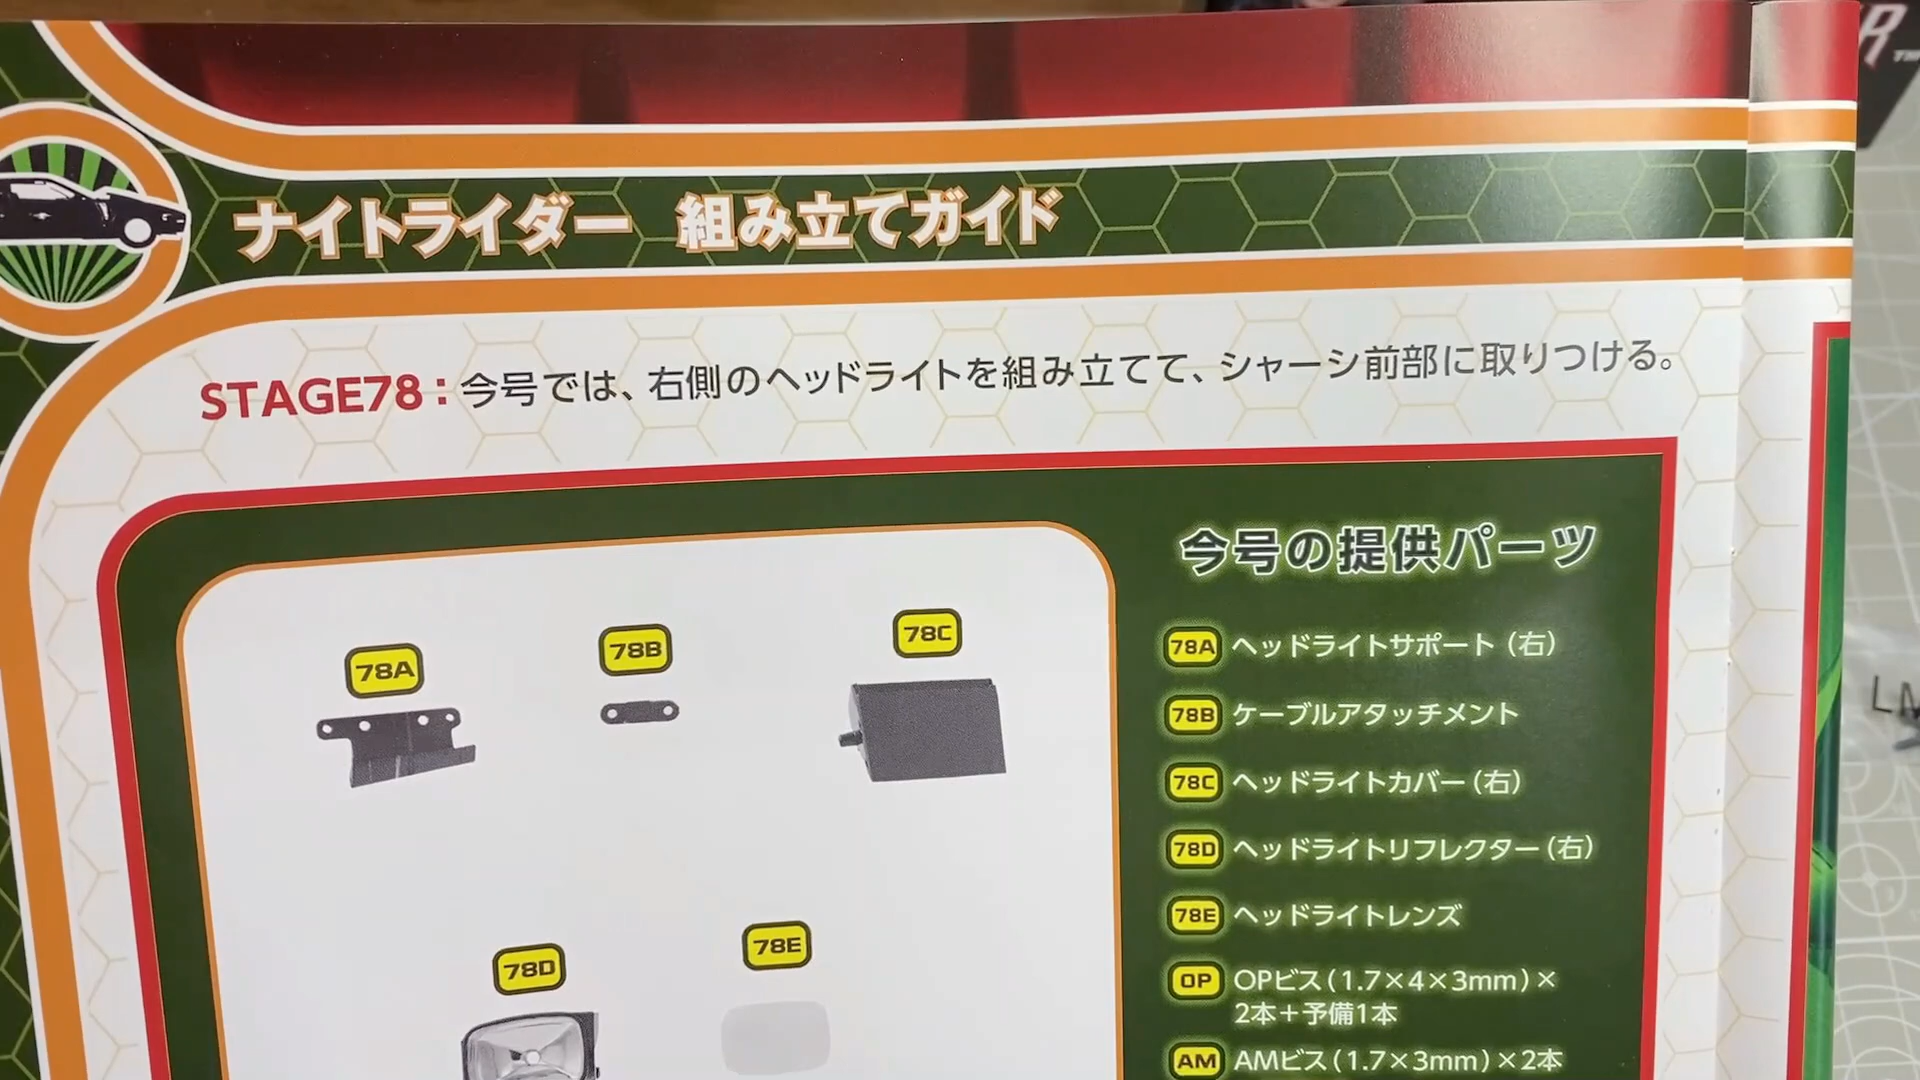 R™
ナイトライダー 組み立てガイド
STAGE78：今号では、右側のヘッドライトを組み立てて、シャーシ前部に取りつける。
78A
78B
78C
78D
78E
今号の提供パーツ
78A ヘッドライトサポート（右）
78B ケーブルアタッチメント
78C ヘッドライトカバー（右）
78D ヘッドライトリフレクター（右）
78E ヘッドライトレンズ
OP OPビス（1.7×4×3mm）×
2本＋予備1本
AM AMビス（1.7×3mm）×2本